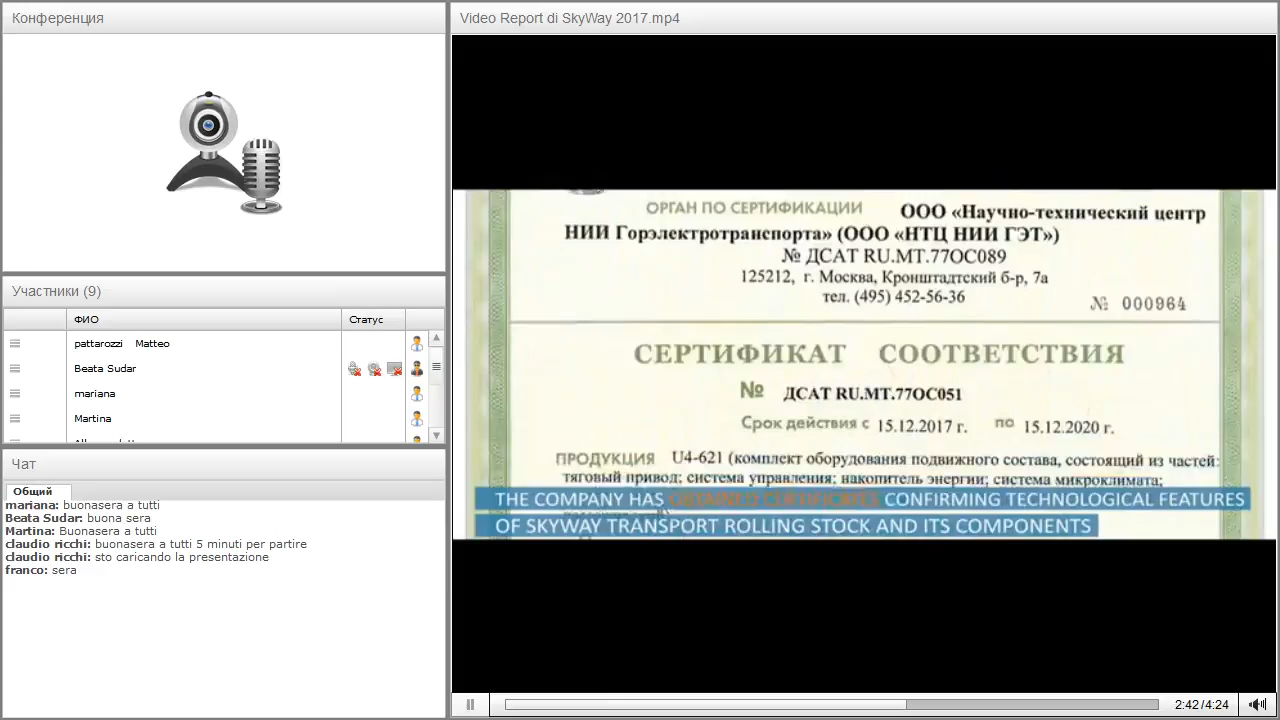 Конференция
Участники (9)
ФИО Статус
pattarozzi Matteo
Beata Sudar
mariana
Martina
Чат
Общий
mariana: buonasera a tutti
Beata Sudar: buona sera
Martina: Buonasera a tutti
claudio ricchi: buonasera a tutti 5 minuti per partire
claudio ricchi: sto caricando la presentazione
franco: sera
Video Report di SkyWay 2017.mp4
ОРГАН ПО СЕРТИФИКАЦИИ ООО «Научно-технический центр
НИИ Горэлектротранспорта» (ООО «НТЦ НИИ ГЭТ»)
№ ДСАТ RU.МТ.77ОС089
125212, г. Москва, Кронштадтский б-р, 7а
тел. (495) 452-56-36
№ 000964
СЕРТИФИКАТ СООТВЕТСТВИЯ
№ ДСАТ RU.МТ.77ОС051
Срок действия с 15.12.2017 г. по 15.12.2020 г.
ПРОДУКЦИЯ U4-621 (комплект оборудования подвижного состава, состоящий из частей:
тяговый привод; система управления; накопитель энергии; система микроклимата;
THE COMPANY HAS OBTAINED CERTIFICATES CONFIRMING TECHNOLOGICAL FEATURES
OF SKYWAY TRANSPORT ROLLING STOCK AND ITS COMPONENTS
2:42/4:24